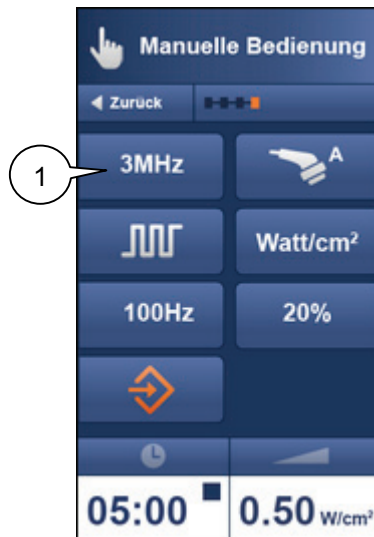 Manuelle Bedienung
Zurück
1
3MHz
A
Watt/cm²
100Hz
20%
05:00
0.50 W/cm²